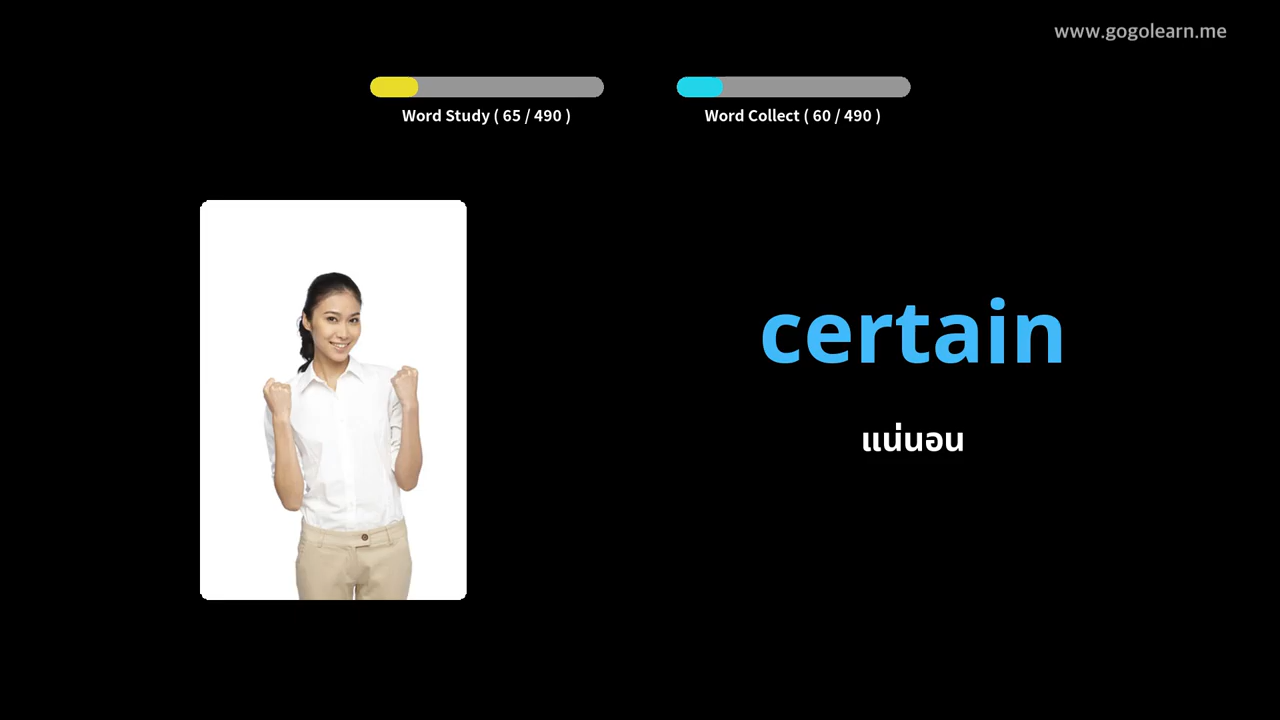 www.gogolearn.me
Word Study ( 65 / 490 )
Word Collect ( 60 / 490 )
certain
แน่นอน